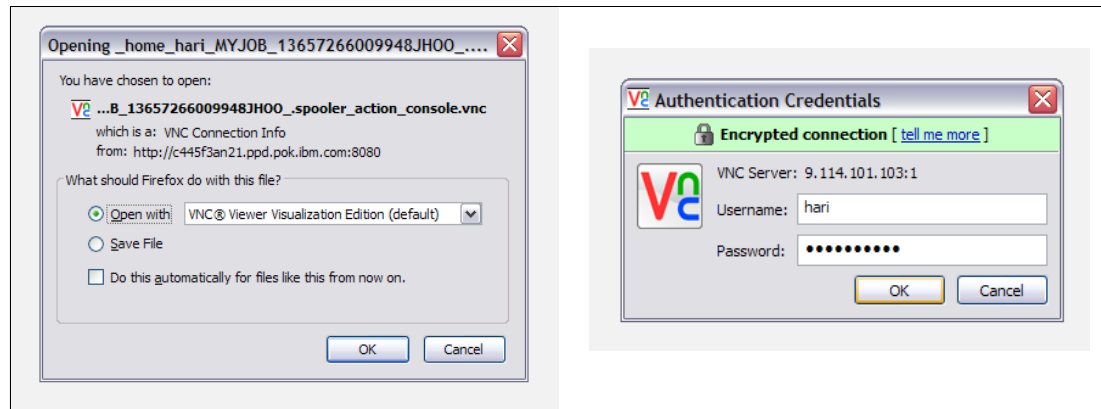 Opening _home_hari_MYJOB_13657266009948JHOO_....
You have chosen to open:
...B_13657266009948JHOO_.spooler_action_console.vnc
which is a: VNC Connection Info
from: http://c445f3an21.ppd.pok.ibm.com:8080
What should Firefox do with this file?
Open with VNC® Viewer Visualization Edition (default)
Save File
Do this automatically for files like this from now on.
OK Cancel
Authentication Credentials
Encrypted connection [ tell me more ]
VNC Server: 9.114.101.103:1
Username: hari
Password: ••••••••••
OK Cancel